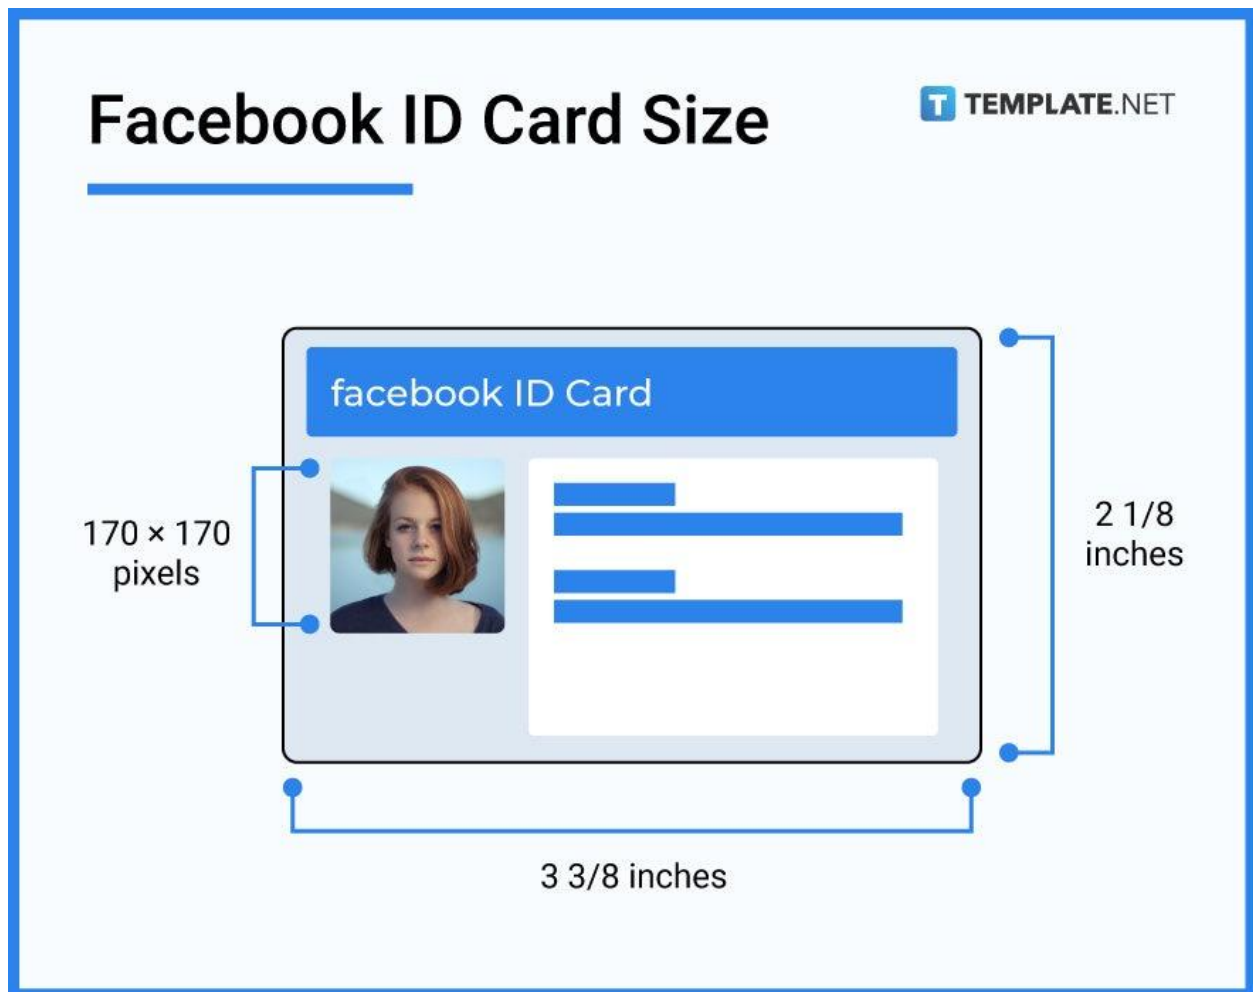 Facebook ID Card Size
T TEMPLATE.NET
facebook ID Card
170 × 170
pixels
2 1/8
inches
3 3/8 inches